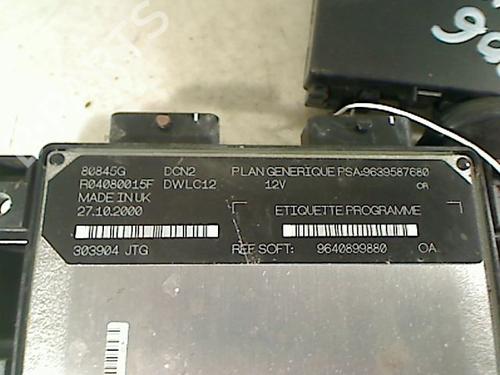 80845G DCN2 PLAN GENERIQUE PSA:9639587680
R04080015F DWLC12 12V OR
MADE IN UK
27.10.2000 ETIQUETTE PROGRAMME
303904 JTG REF SOFT: 9640899880 OA